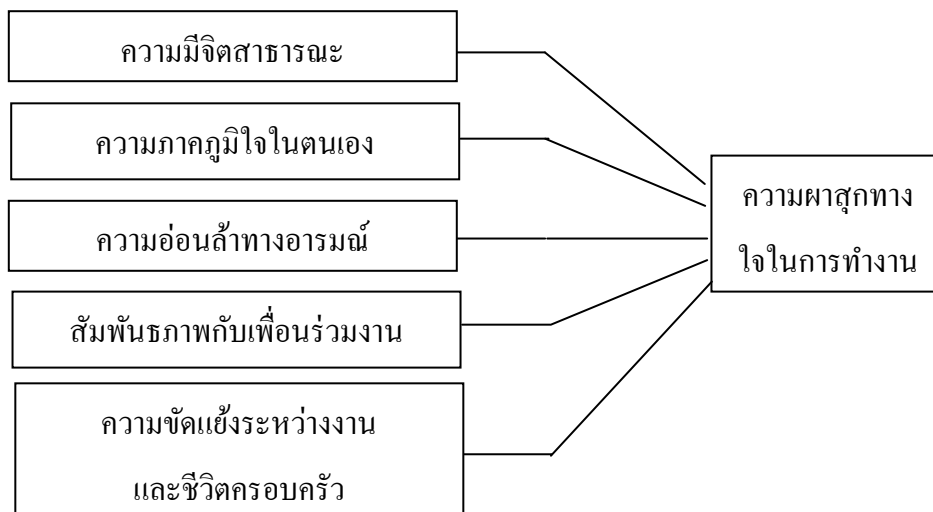 ความมีจิตสาธารณะ
ความภาคภูมิใจในตนเอง
ความอ่อนล้าทางอารมณ์
สัมพันธภาพกับเพื่อนร่วมงาน
ความขัดแย้งระหว่างงาน
และชีวิตครอบครัว
ความผาสุกทาง
ใจในการทำงาน